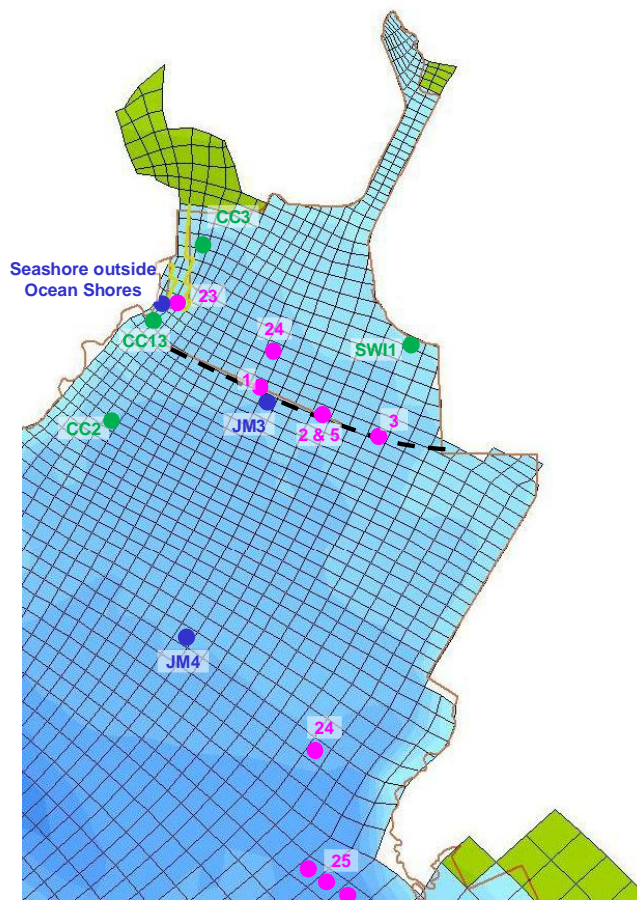 CC3
Seashore outside
Ocean Shores
23
CC13
24
SWI1
1
JM3
2 & 5
3
CC2
JM4
24
25